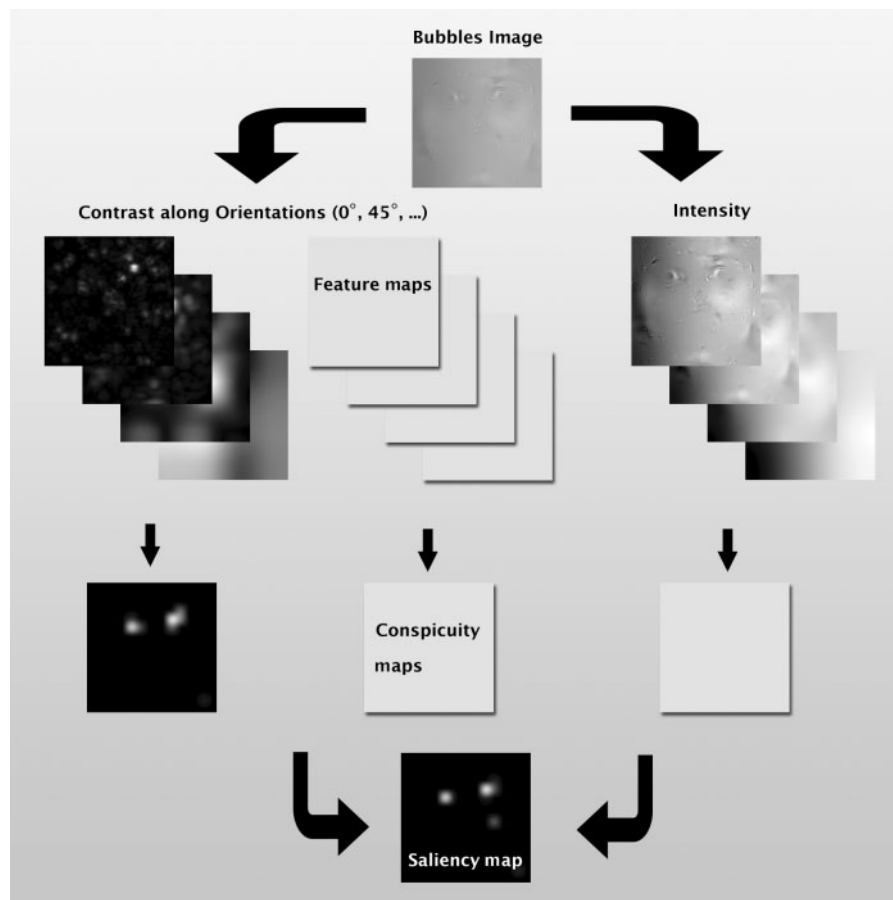 Bubbles Image
Contrast along Orientations (0°, 45°, ...)
Intensity
Feature maps
Conspicuity
maps
Saliency map